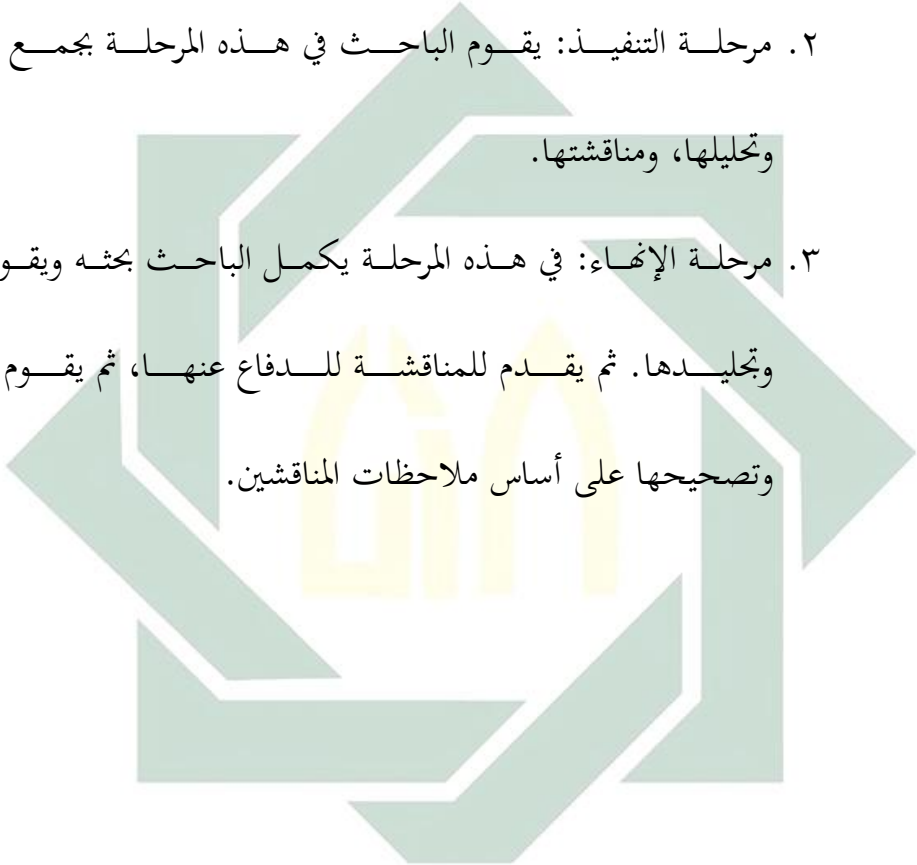 ٢. مرحلة التنفيذ: يقوم الباحث في هذه المرحلة بجمع
وتحليلها، ومناقشتها.
٣. مرحلة الإنهاء: في هذه المرحلة يكمل الباحث بحثه ويقو
وتجليدها. ثم يقدم للمناقشة للدفاع عنها، ثم يقوم
وتصحيحها على أساس ملاحظات المناقشين.